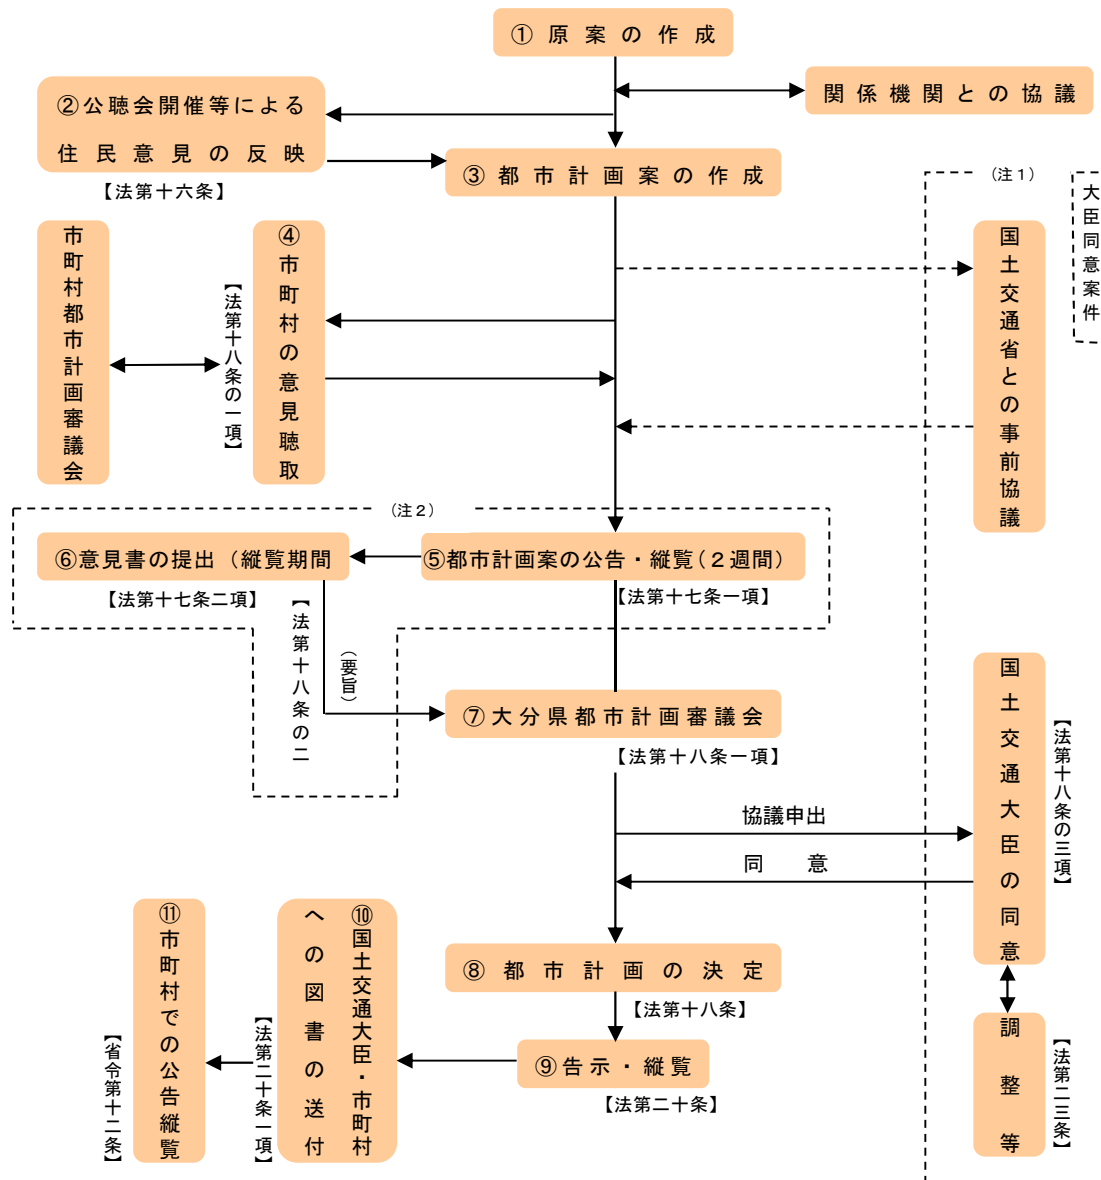 ①原案の作成
関係機関との協議
②公聴会開催等による
住民意見の反映
【法第十六条】
③都市計画案の作成
（注１）
大臣同意案件
国土交通省との事前協議
市町村都市計画審議会
【法第十八条の一項】
④市町村の意見聴取
（注２）
⑥意見書の提出（縦覧期間
⑤都市計画案の公告・縦覧（２週間）
【法第十七条二項】
【法第十七条一項】
【法第十八条の二
（要旨）
⑦大分県都市計画審議会
【法第十八条一項】
国土交通大臣の同意
【法第十八条の三項】
協議申出
同　意
⑧都市計画の決定
【法第十八条】
⑨告示・縦覧
【法第二十条】
調整等
【法第二三条】
⑩国土交通大臣・市町村
への図書の送付
【法第二十条一項】
⑪市町村での公告縦覧
【省令第十二条】